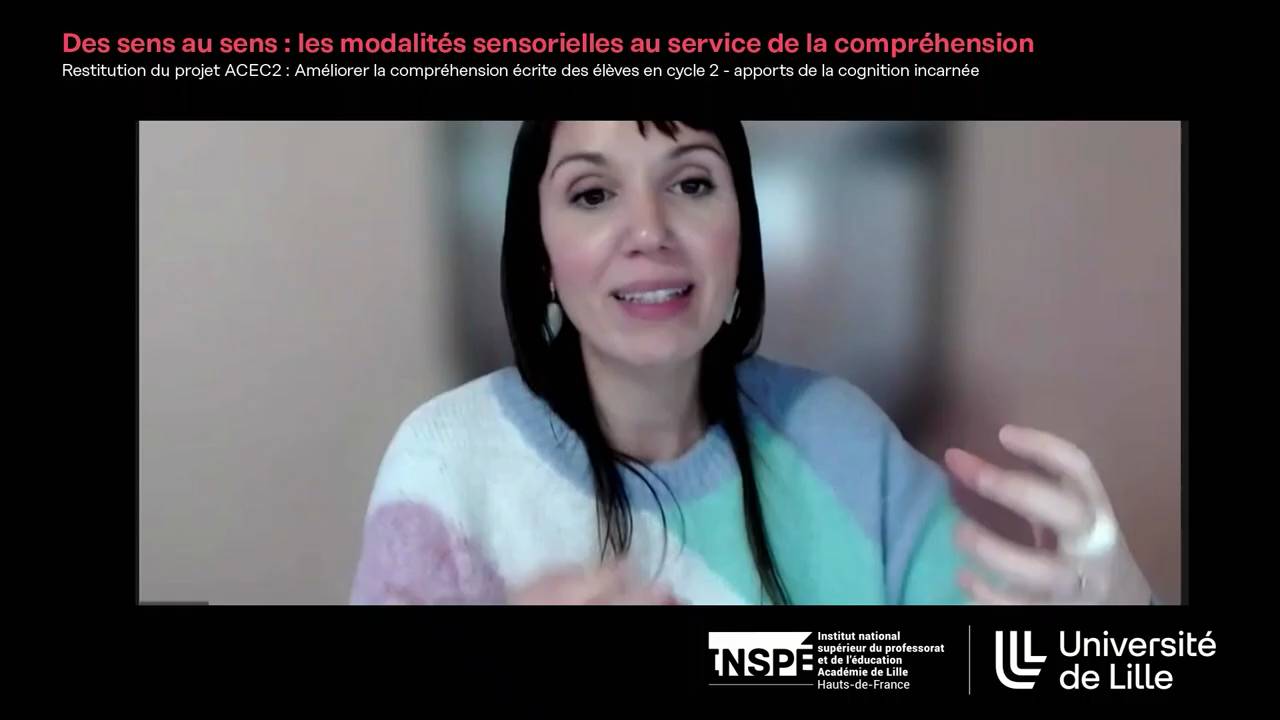 Des sens au sens : les modalités sensorielles au service de la compréhension
Restitution du projet ACEC2 : Améliorer la compréhension écrite des élèves en cycle 2 - apports de la cognition incarnée
INSPÉ
Institut national
supérieur du professorat
et de l'éducation
Académie de Lille
Hauts-de-France
Université
de Lille